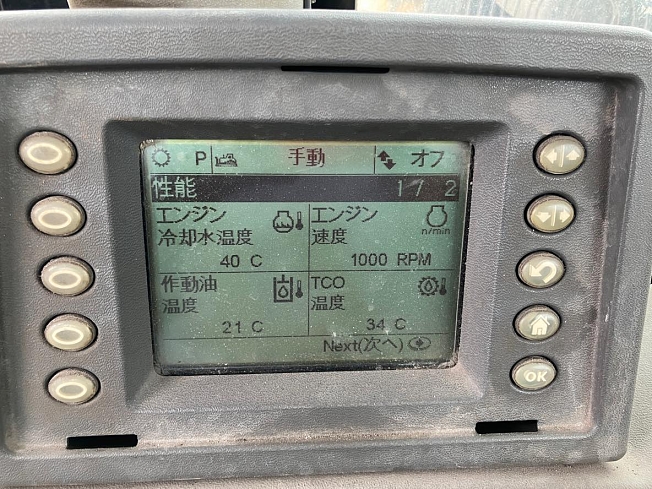 P 手動 オフ
性能 1 / 2
エンジン
冷却水温度
40 C
エンジン
速度
n/min
1000 RPM
作動油
温度
21 C
TCO
温度
34 C
Next(次へ)
OK